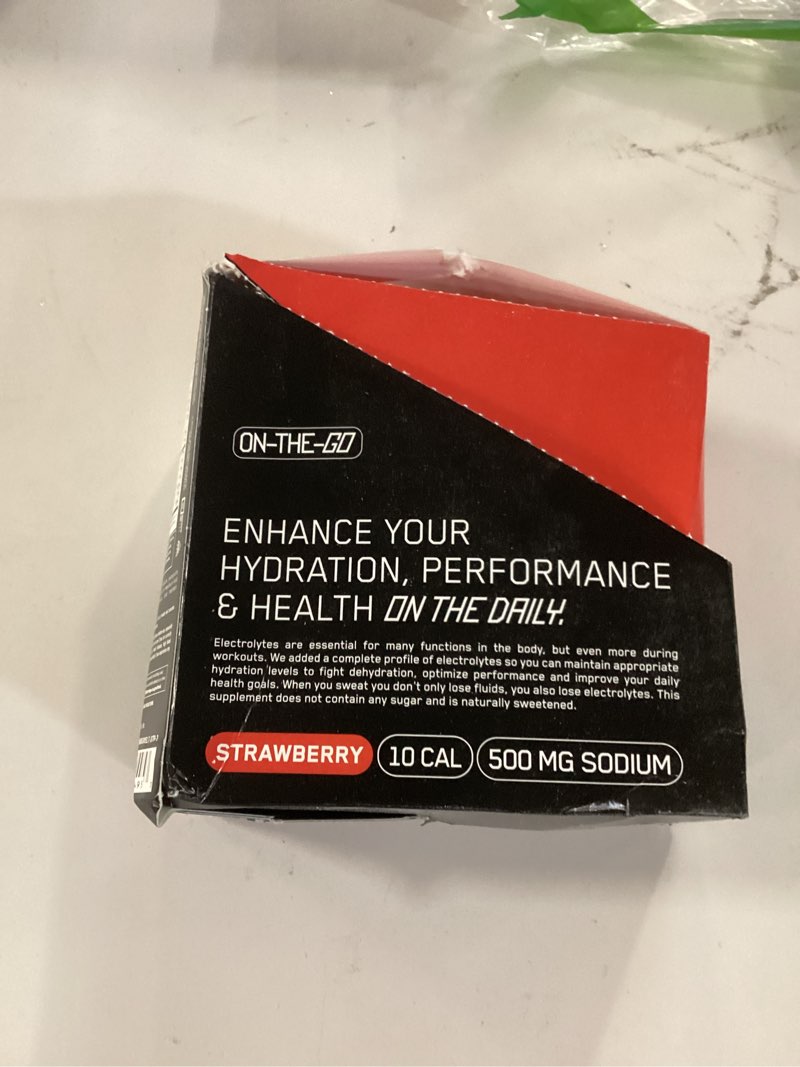 ON-THE-GO
ENHANCE YOUR
HYDRATION, PERFORMANCE
& HEALTH ON THE DAILY.
Electrolytes are essential for many functions in the body, but even more during
workouts. We added a complete profile of electrolytes so you can maintain appropriate
hydration levels to fight dehydration, optimize performance and improve your daily
health goals. When you sweat you don't only lose fluids, you also lose electrolytes. This
supplement does not contain any sugar and is naturally sweetened.
STRAWBERRY 10 CAL 500 MG SODIUM